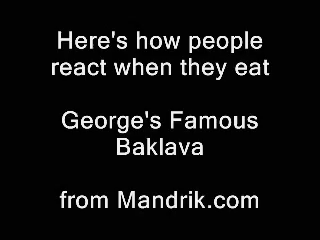 Here's how people
react when they eat
George's Famous
Baklava
from Mandrik.com